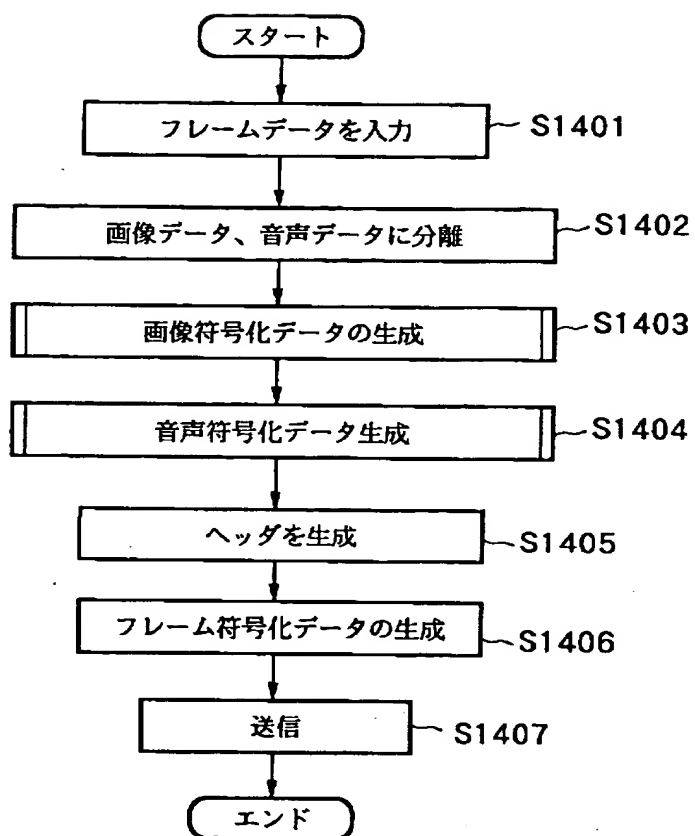 スタート
フレームデータを入力 S1401
画像データ、音声データに分離 S1402
画像符号化データの生成 S1403
音声符号化データ生成 S1404
ヘッダを生成 S1405
フレーム符号化データの生成 S1406
送信 S1407
エンド